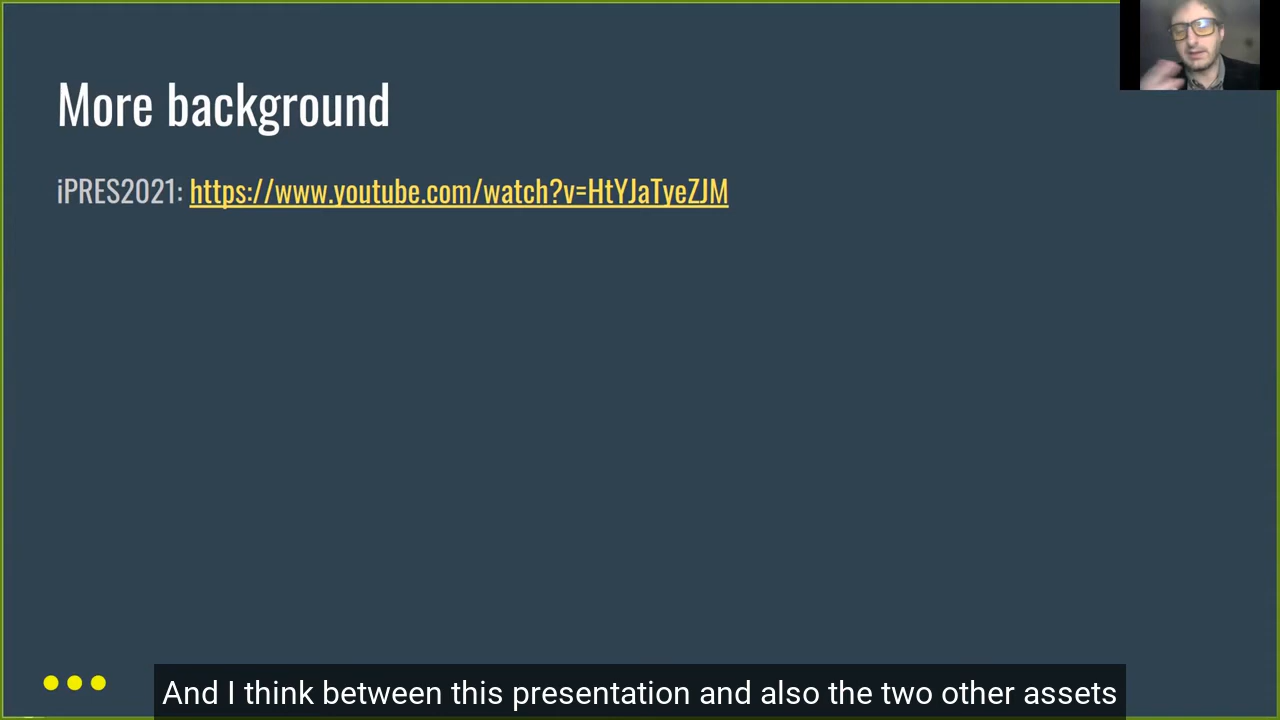 More background
iPRES2021: https://www.youtube.com/watch?v=HtYJaTyeZJM
And I think between this presentation and also the two other assets